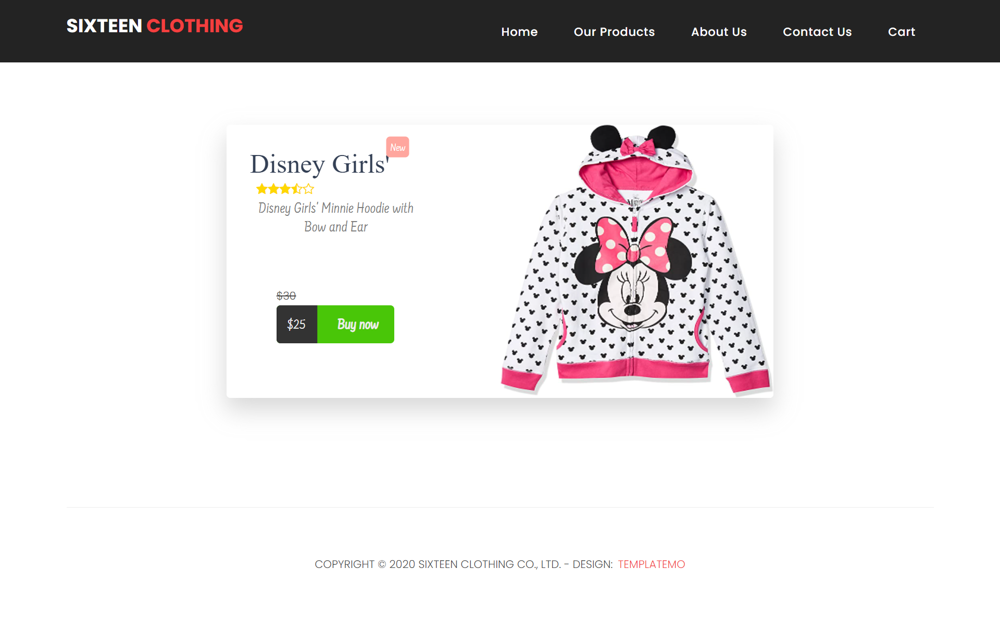 SIXTEEN CLOTHING
Home
Our Products
About Us
Contact Us
Cart
New
Disney Girls'
Disney Girls' Minnie Hoodie with
Bow and Ear
$30
$25
Buy now
COPYRIGHT © 2020 SIXTEEN CLOTHING CO., LTD. - DESIGN: TEMPLATEMO